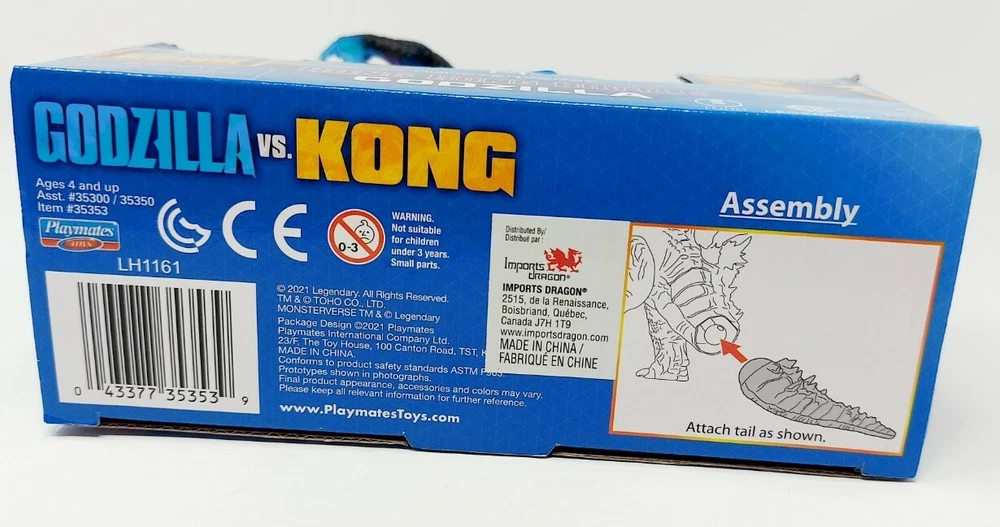 GODZILLA VS. KONG
Ages 4 and up
Asst. #35300 / 35350
Item #35353
Playmates
TOYS
LH1161
CE
0-3
WARNING.
Not suitable
for children
under 3 years.
Small parts.
0 43377 35353 9
© 2021 Legendary. All Rights Reserved.
TM & © TOHO CO., LTD.
MONSTERVERSE TM & © Legendary
Package Design ©2021 Playmates
Playmates International Company Ltd.
23/F, The Toy House, 100 Canton Road, TST, K
MADE IN CHINA.
Conforms to product safety standards ASTM
Prototypes shown in photographs.
Final product appearance, accessories and colors may vary.
Please keep all relevant information for further reference.
www.PlaymatesToys.com
Distributed By/
Distribué par :
Imports
DRAGON®
IMPORTS DRAGON®
2515, de la Renaissance,
Boisbriand, Québec,
Canada J7H 1T9
www.importsdragon.com
MADE IN CHINA /
FABRIQUÉ EN CHINE
Assembly
Attach tail as shown.